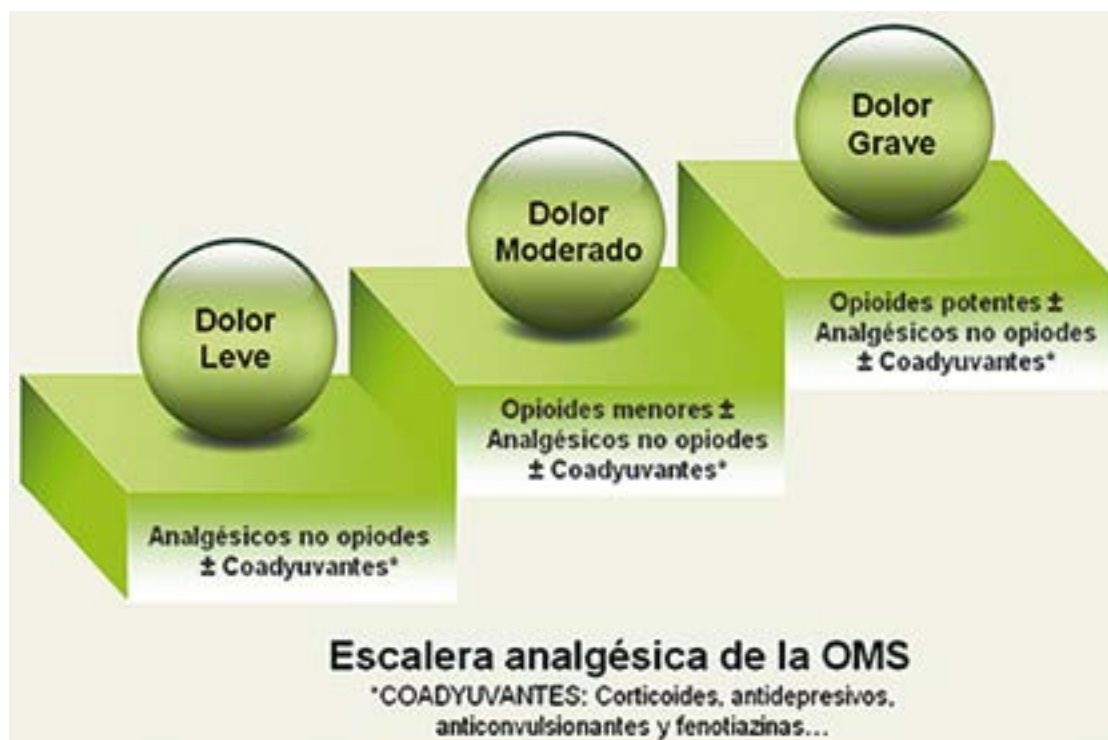 Dolor
Grave
Dolor
Moderado
Dolor
Leve
Opioides potentes ±
Analgésicos no opiodes
± Coadyuvantes*
Opioides menores ±
Analgésicos no opiodes
± Coadyuvantes*
Analgésicos no opiodes
± Coadyuvantes*
Escalera analgésica de la OMS
*COADYUVANTES: Corticoides, antidepresivos,
anticonvulsionantes y fenotiazinas...